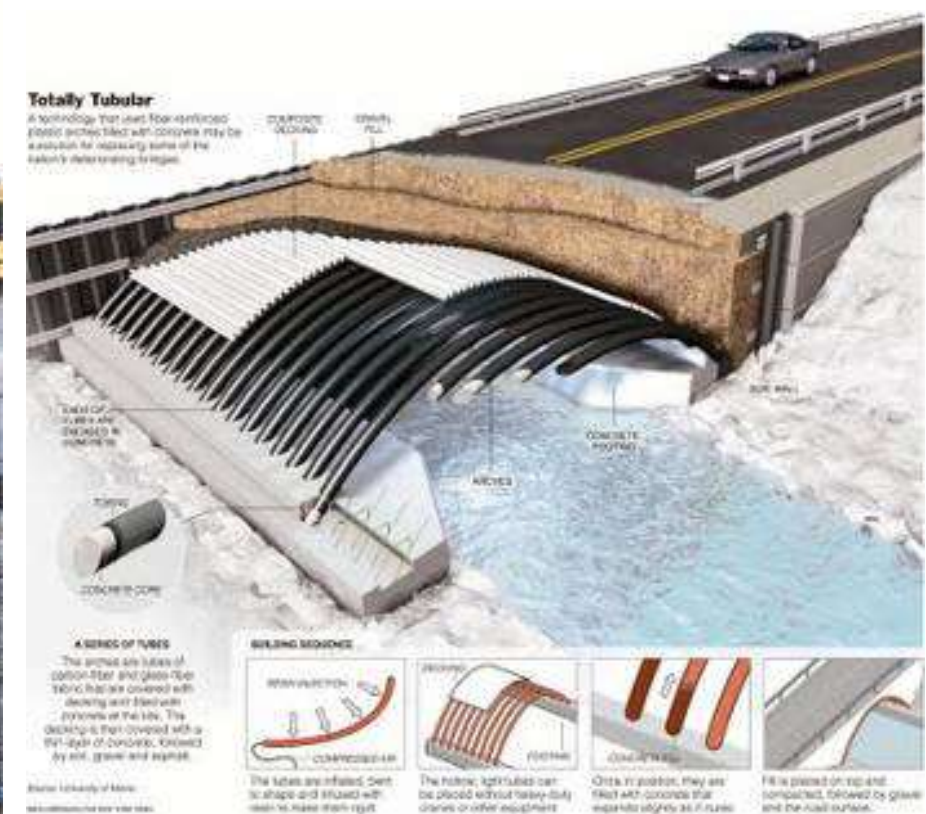 Totally Tubular
A technology that uses fiber-reinforced
plastic arches filled with concrete may be
a solution for replacing some of the
nation's deteriorating bridges.
COMPOSITE
DECKING
GRAVEL
FILL
ENDS OF
TUBES ARE
ENCASED IN
CONCRETE
SIDE WALL
CONCRETE
FOOTING
ARCHES
TUBING
CONCRETE CORE
A SERIES OF TUBES
The arches are tubes of
carbon-fiber and glass-fiber
fabric that are covered with
decking and filled with
concrete at the site. The
decking is then covered with a
thin layer of concrete, followed
by soil, gravel and asphalt.
Source: University of Maine
BUILDING SEQUENCE
RESIN INJECTION
COMPRESSED AIR
The tubes are inflated, bent
to shape and infused with
resin to make them rigid.
DECKING
FOOTING
The hollow, light tubes can
be placed without heavy-duty
cranes or other equipment.
CONCRETE FILL
Once in position, they are
filled with concrete that
expands slightly as it cures.
Fill is placed on top and
compacted, followed by gravel
and the road surface.